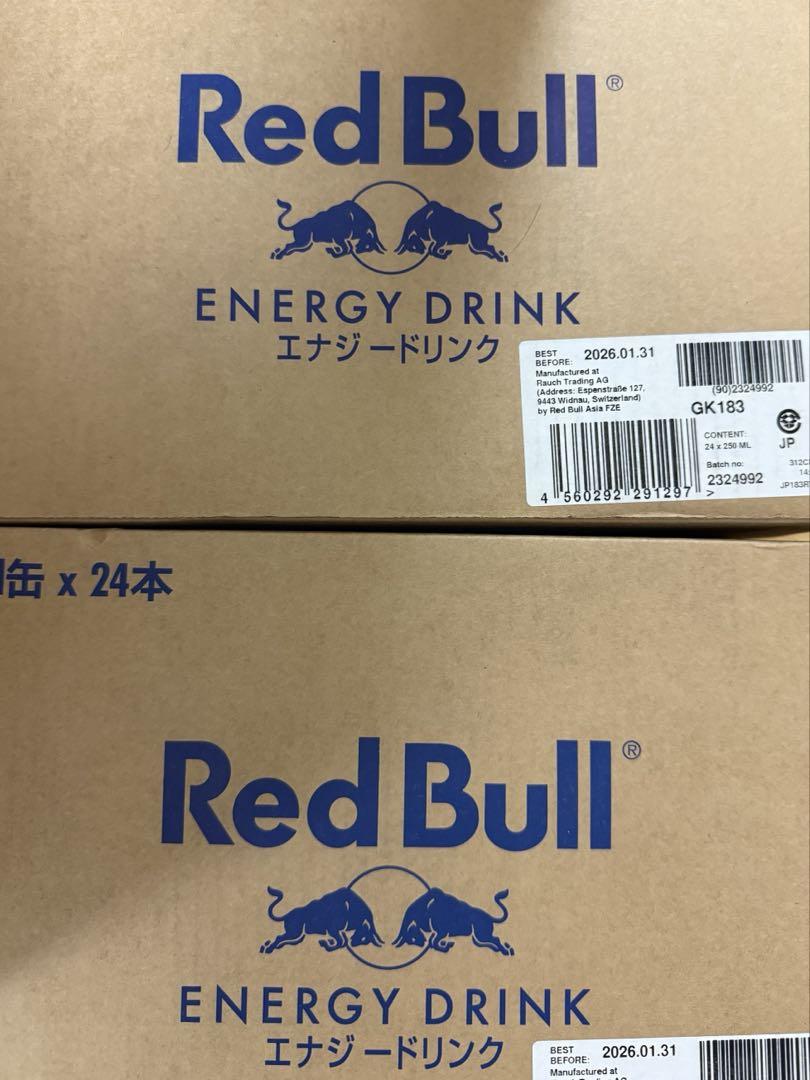 Red Bull®
ENERGY DRINK
エナジードリンク
BEST BEFORE: 2026.01.31
Manufactured at
Rauch Trading AG
(Address: Espenstraße 127,
9443 Widnau, Switzerland)
by Red Bull Asia FZE
(90)2324992
GK183
CONTENT:
24 x 250 ML
JP
Batch no:
2324992
4 560292 291297 >
缶 x 24本
Red Bull®
ENERGY DRINK
エナジードリンク
BEST BEFORE: 2026.01.31
Manufactured at